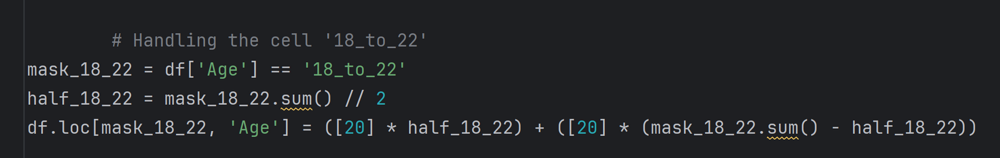 # Handling the cell '18_to_22'
mask_18_22 = df['Age'] == '18_to_22'
half_18_22 = mask_18_22.sum() // 2
df.loc[mask_18_22, 'Age'] = ([20] * half_18_22) + ([20] * (mask_18_22.sum() - half_18_22))